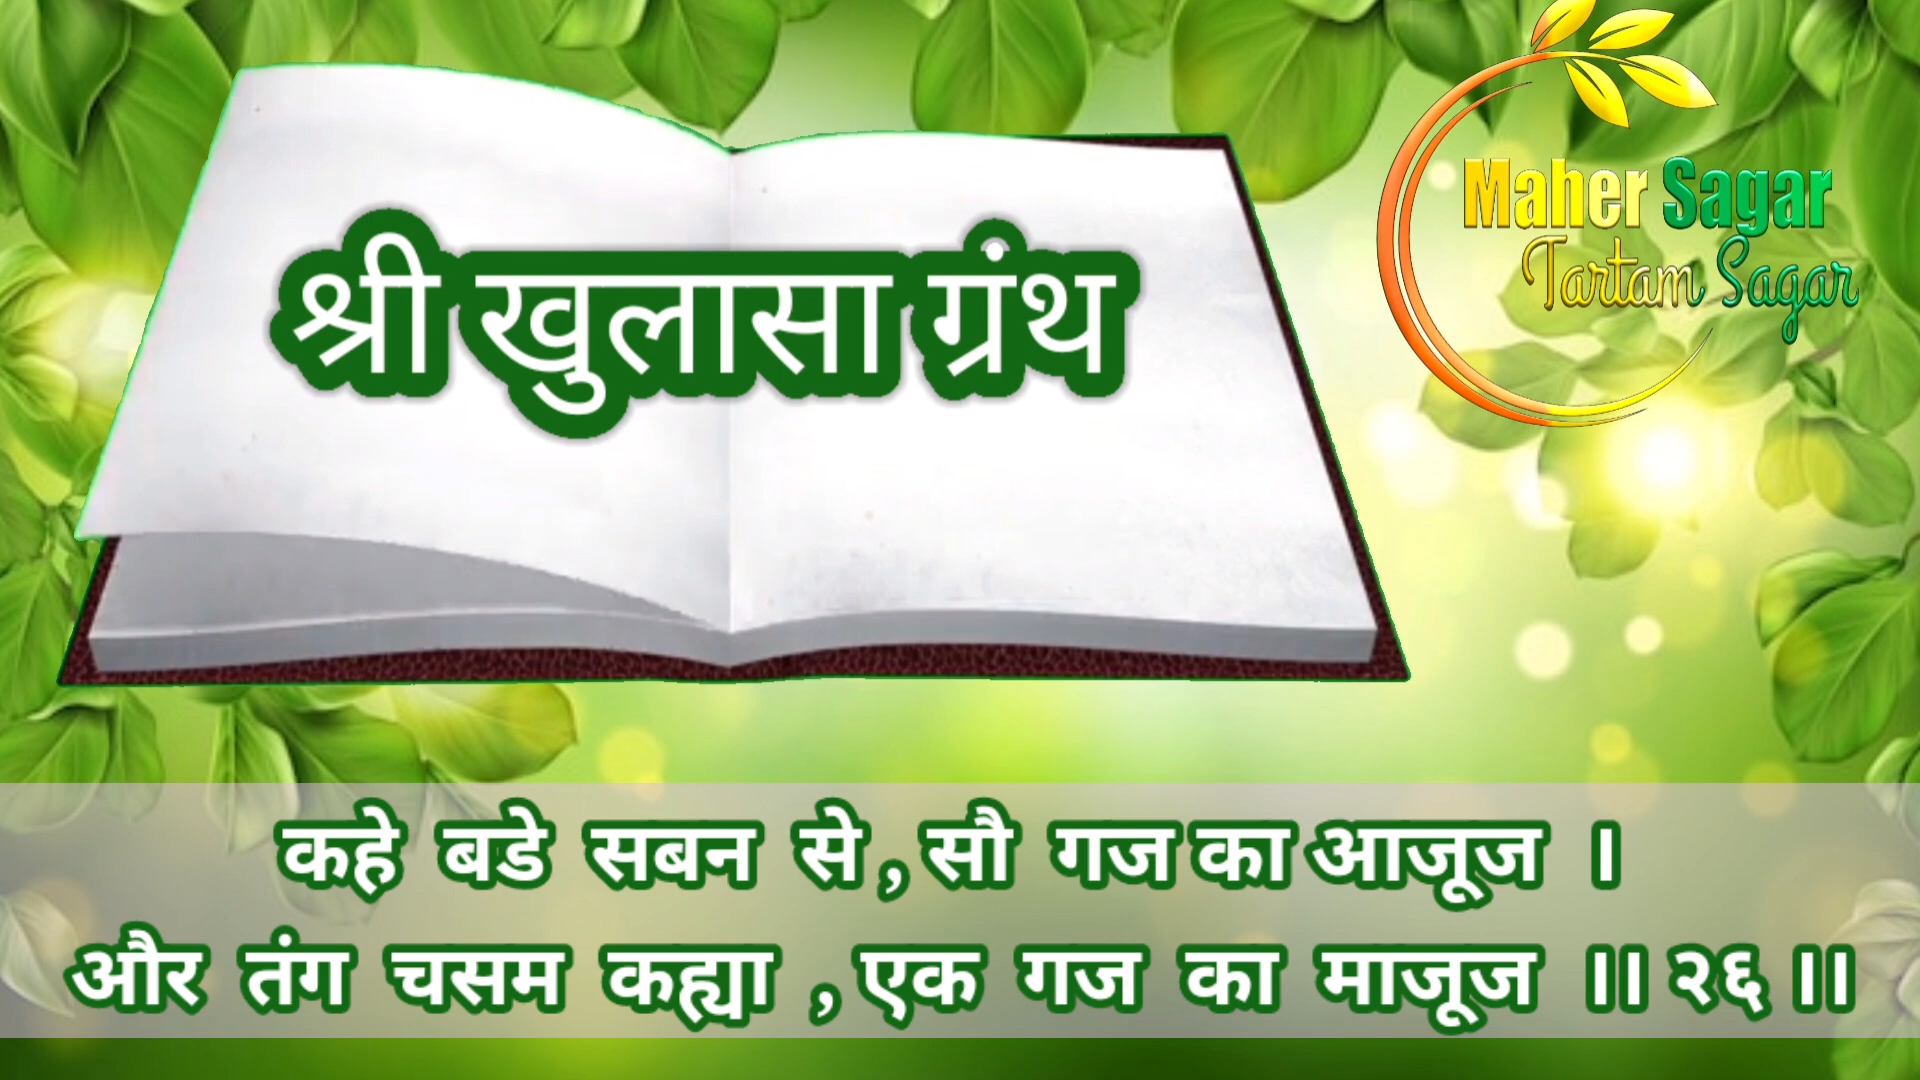 श्री खुलासा ग्रंथ
Maher Sagar
Tartam Sagar
कहे बडे सबन से , सौ गज का आजूज ।
और तंग चसम कह्या , एक गज का माजूज ।। २६ ।।